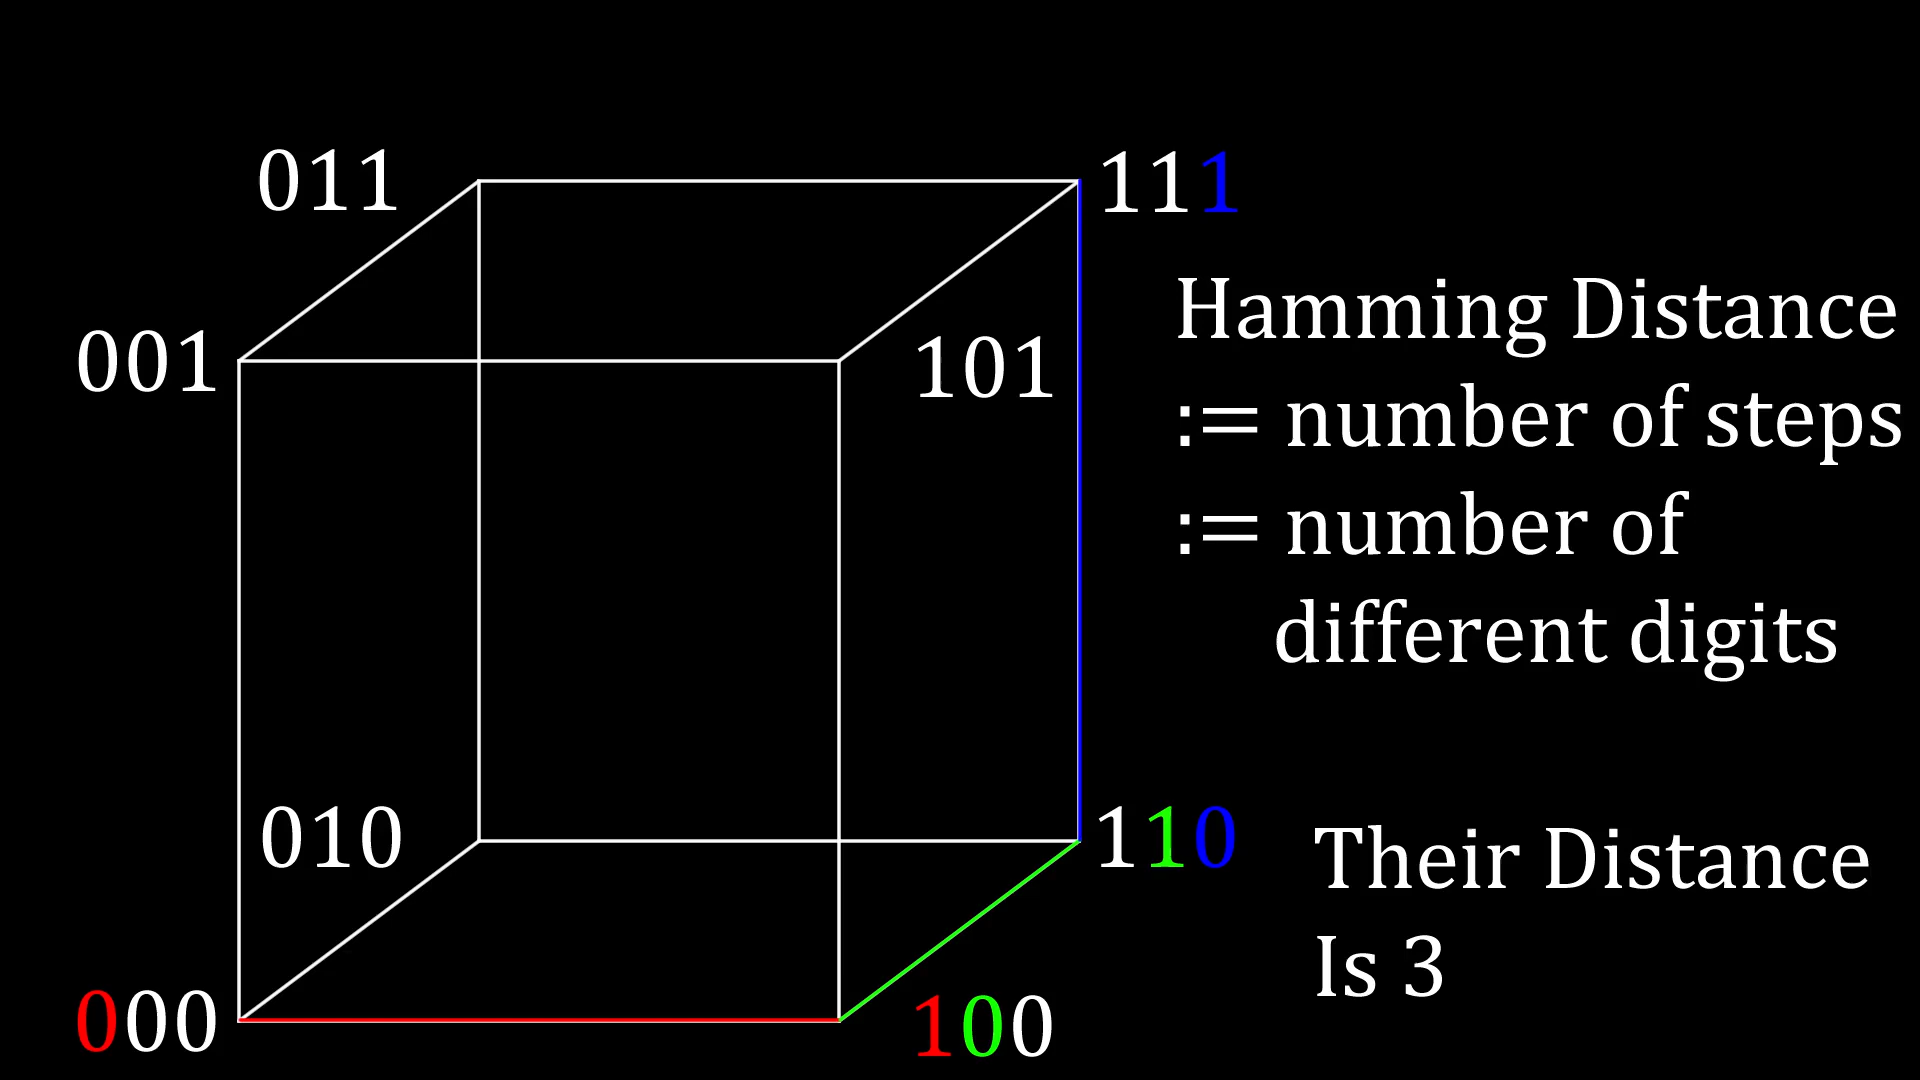 011
111
001
101
Hamming Distance
:= number of steps
:= number of
different digits
010
110
Their Distance
Is 3
000
100